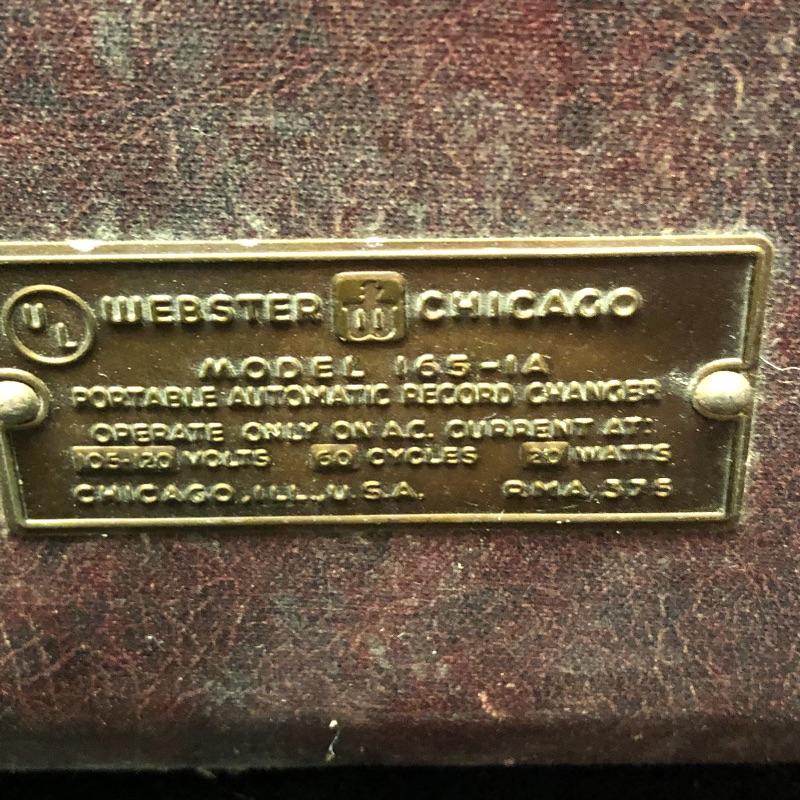 UL WEBSTER W CHICAGO
MODEL 165-1A
PORTABLE AUTOMATIC RECORD CHANGER
OPERATE ONLY ON A.C. CURRENT AT:
105-120 VOLTS 60 CYCLES 20 WATTS
CHICAGO, ILL., U.S.A. RMA 375